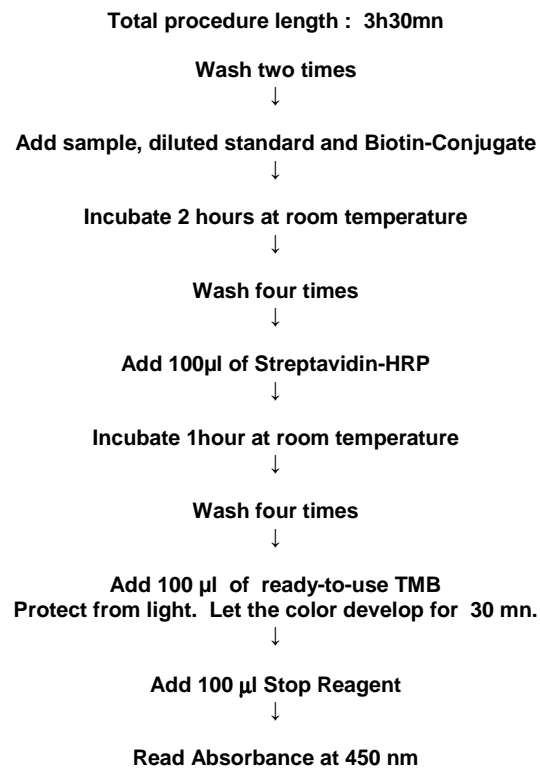 Total procedure length : 3h30mn
Wash two times
↓
Add sample, diluted standard and Biotin-Conjugate
↓
Incubate 2 hours at room temperature
↓
Wash four times
↓
Add 100µl of Streptavidin-HRP
↓
Incubate 1hour at room temperature
↓
Wash four times
↓
Add 100 µl of ready-to-use TMB
Protect from light. Let the color develop for 30 mn.
↓
Add 100 µl Stop Reagent
↓
Read Absorbance at 450 nm